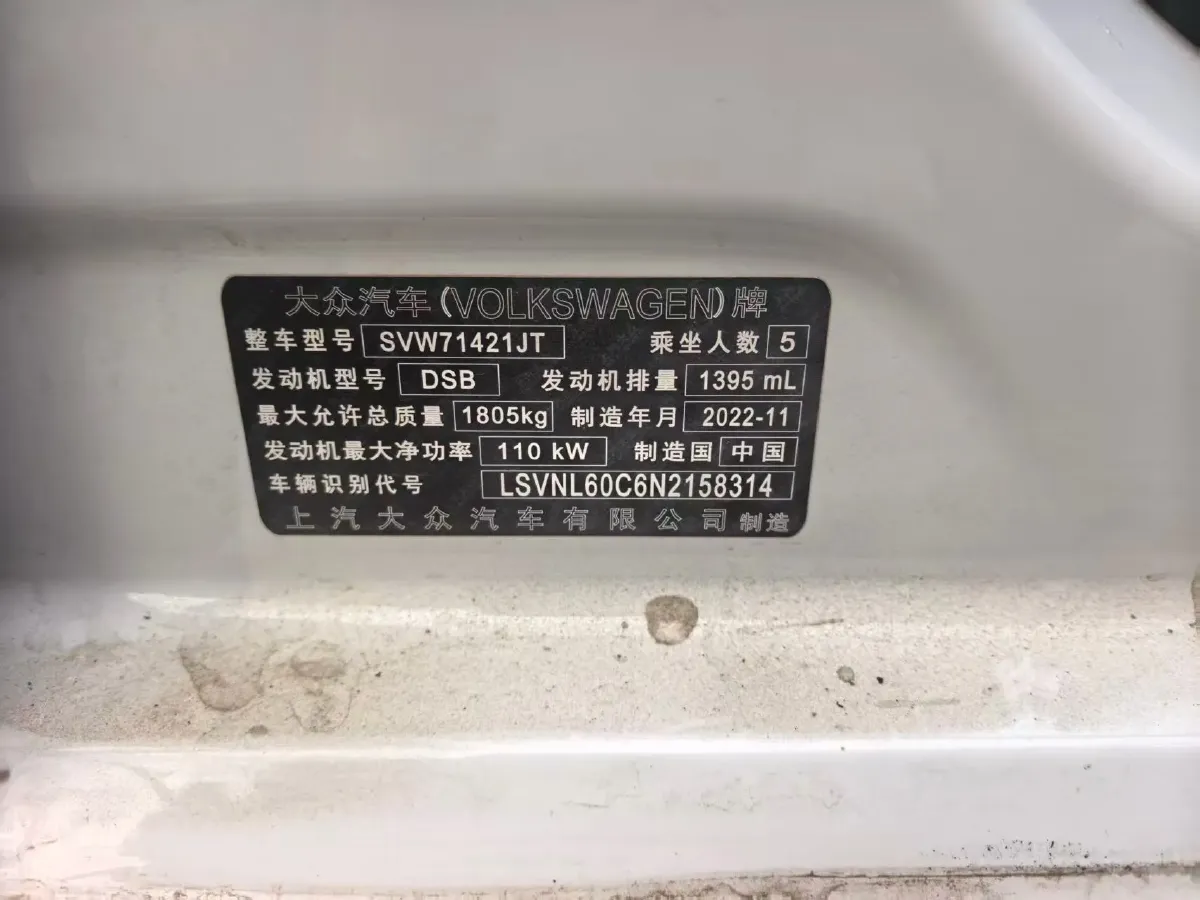 大众汽车(VOLKSWAGEN)牌
整车型号 SVW71421JT 乘坐人数 5
发动机型号 DSB 发动机排量 1395 mL
最大允许总质量 1805kg 制造年月 2022-11
发动机最大净功率 110 kW 制造国 中国
车辆识别代号 LSVNL60C6N2158314
上汽大众汽车有限公司 制造